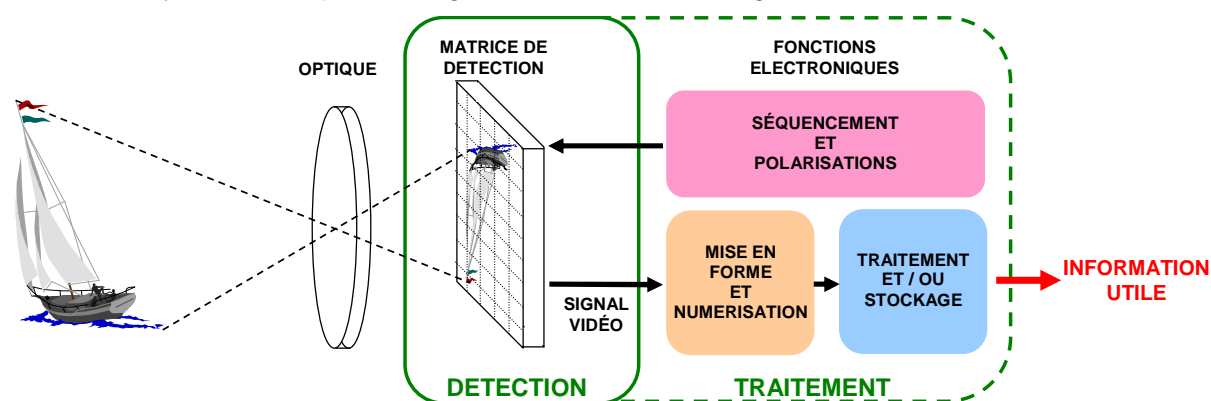 OPTIQUE
MATRICE DE
DETECTION
FONCTIONS
ELECTRONIQUES
SÉQUENCEMENT
ET
POLARISATIONS
MISE EN
FORME
ET
NUMERISATION
TRAITEMENT
ET / OU
STOCKAGE
INFORMATION
UTILE
SIGNAL
VIDÉO
DETECTION
TRAITEMENT